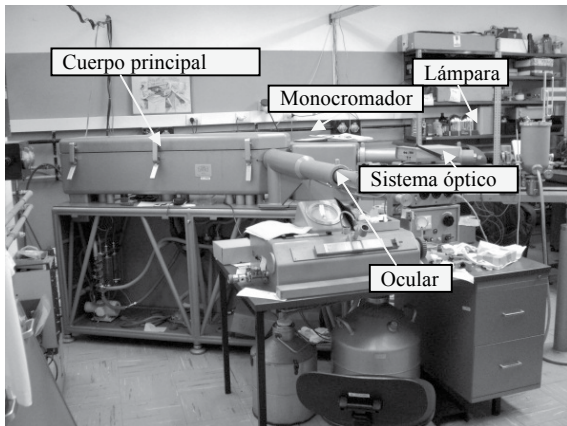 Cuerpo principal
Lámpara
Monocromador
Sistema óptico
Ocular